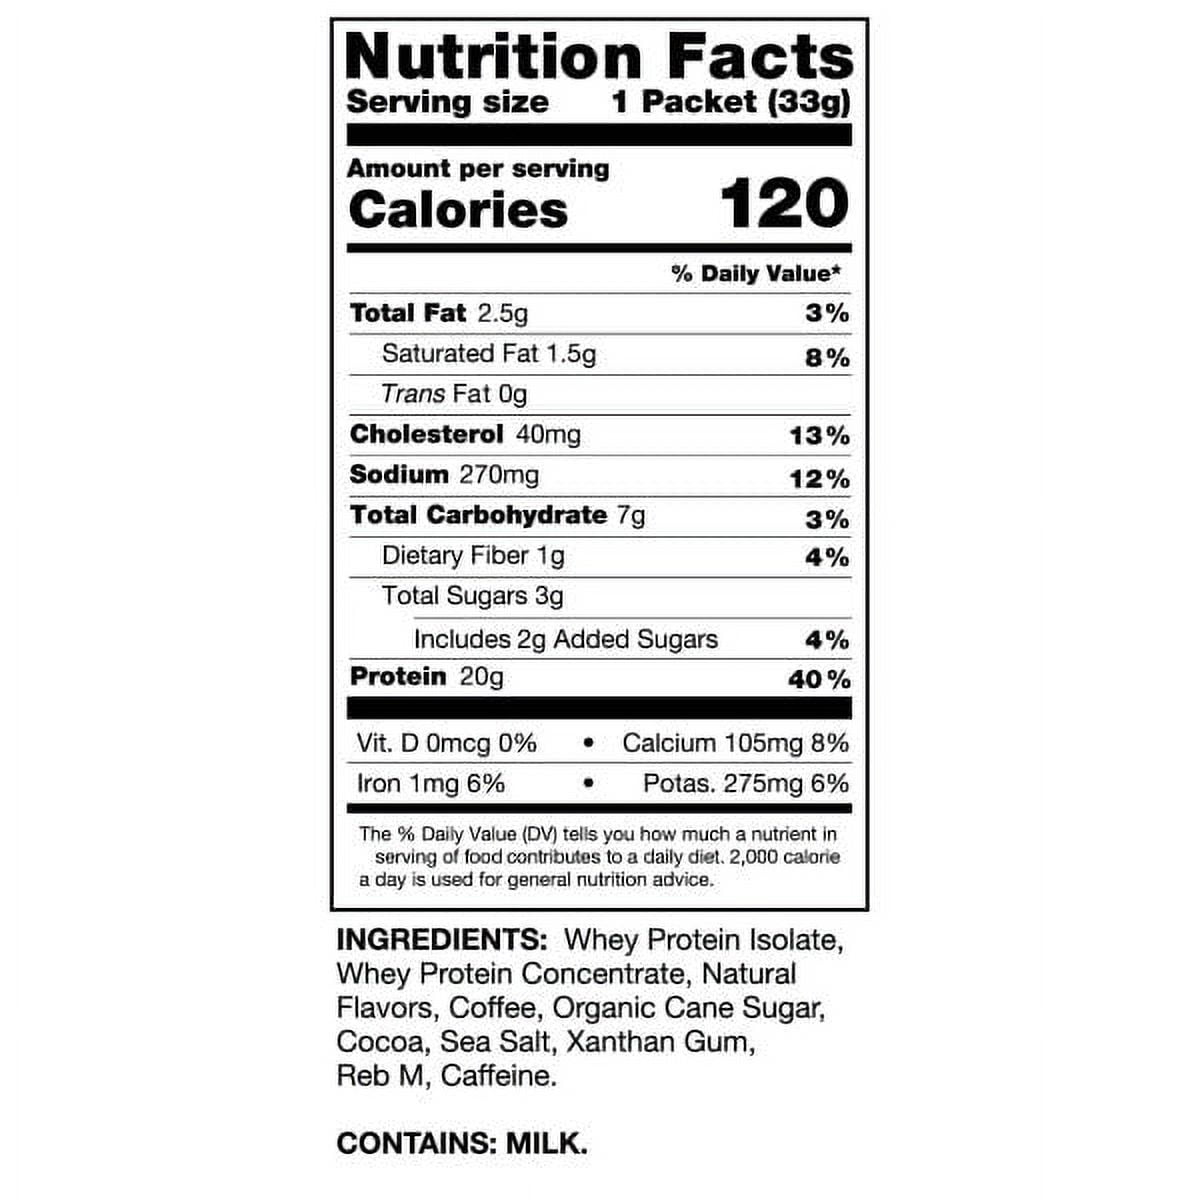 Nutrition Facts
Serving size 1 Packet (33g)
Amount per serving
Calories 120
% Daily Value*
Total Fat 2.5g 3%
Saturated Fat 1.5g 8%
Trans Fat 0g
Cholesterol 40mg 13%
Sodium 270mg 12%
Total Carbohydrate 7g 3%
Dietary Fiber 1g 4%
Total Sugars 3g
Includes 2g Added Sugars 4%
Protein 20g 40%
Vit. D 0mcg 0% • Calcium 105mg 8%
Iron 1mg 6% • Potas. 275mg 6%
The % Daily Value (DV) tells you how much a nutrient in
serving of food contributes to a daily diet. 2,000 calorie
a day is used for general nutrition advice.
INGREDIENTS: Whey Protein Isolate,
Whey Protein Concentrate, Natural
Flavors, Coffee, Organic Cane Sugar,
Cocoa, Sea Salt, Xanthan Gum,
Reb M, Caffeine.
CONTAINS: MILK.